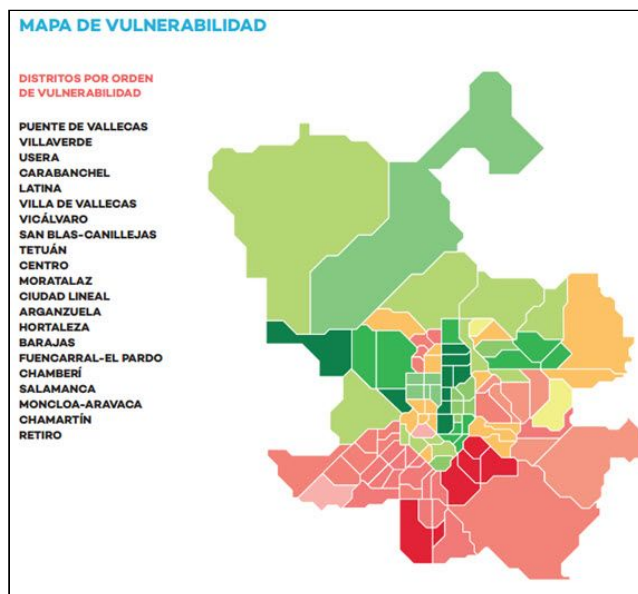 MAPA DE VULNERABILIDAD
DISTRITOS POR ORDEN
DE VULNERABILIDAD
PUENTE DE VALLECAS
VILLAVERDE
USERA
CARABANCHEL
LATINA
VILLA DE VALLECAS
VICÁLVARO
SAN BLAS-CANILLEJAS
TETUÁN
CENTRO
MORATALAZ
CIUDAD LINEAL
ARGANZUELA
HORTALEZA
BARAJAS
FUENCARRAL-EL PARDO
CHAMBERÍ
SALAMANCA
MONCLOA-ARAVACA
CHAMARTÍN
RETIRO